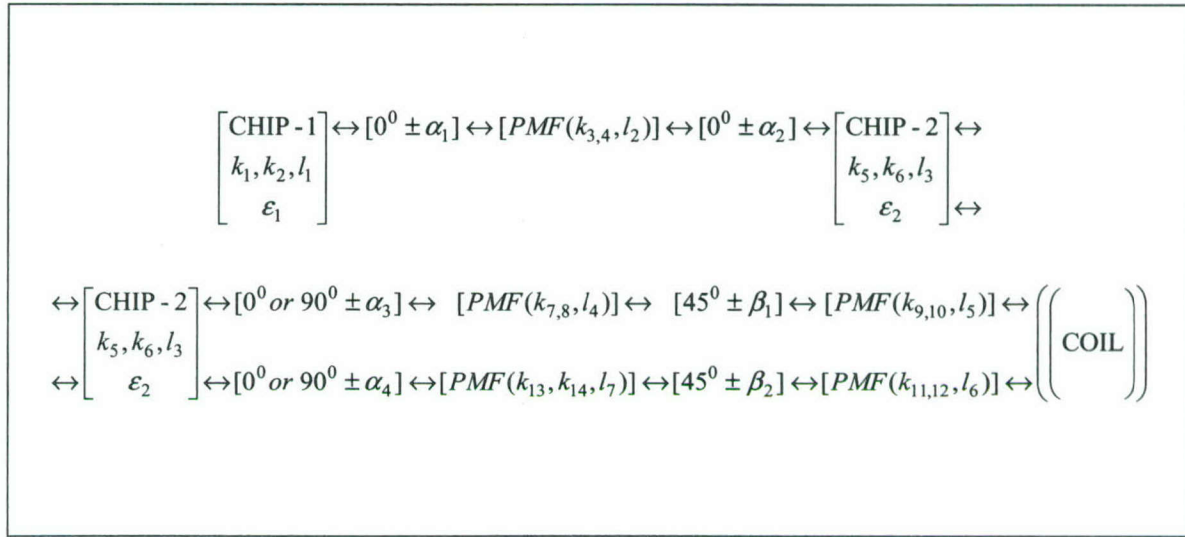 [CHIP - 1 ↔ [0⁰ ± α₁] ↔ [PMF(k₃,₄, l₂)] ↔ [0⁰ ± α₂] ↔ [CHIP - 2 ↔
k₁, k₂, l₁ k₅, k₆, l₃
ε₁] ε₂] ↔
↔ [CHIP - 2 ↔ [0⁰ or 90⁰ ± α₃] ↔ [PMF(k₇,₈, l₄)] ↔ [45⁰ ± β₁] ↔ [PMF(k₉,₁₀, l₅)] ↔
k₅, k₆, l₃ ((COIL))
↔ ε₂] ↔ [0⁰ or 90⁰ ± α₄] ↔ [PMF(k₁₃, k₁₄, l₇)] ↔ [45⁰ ± β₂] ↔ [PMF(k₁₁,₁₂, l₆)] ↔